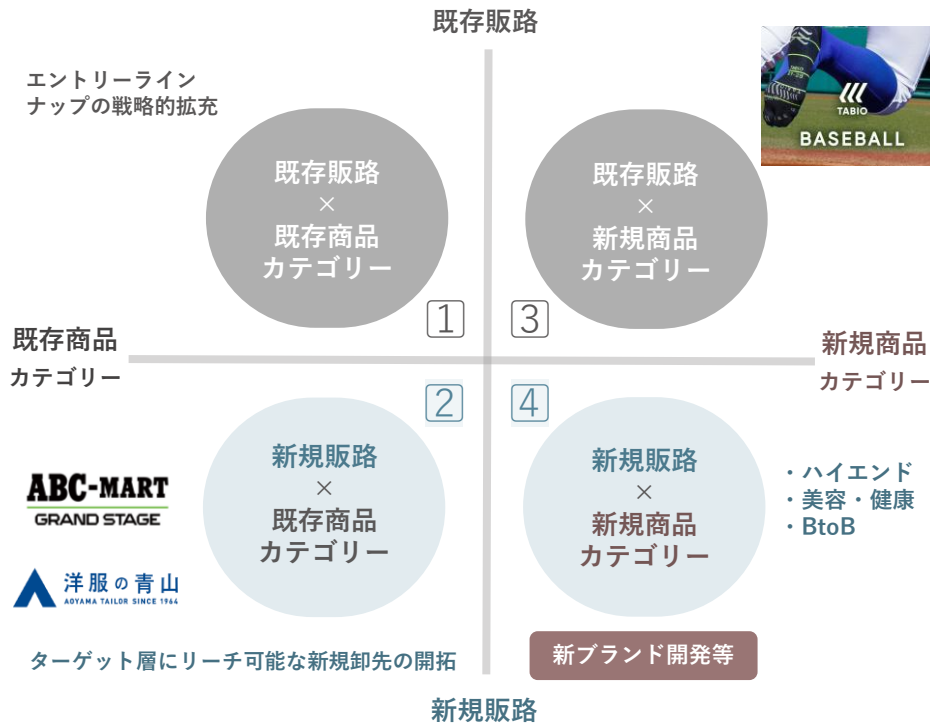 既存販路
エントリーライン
ナップの戦略的拡充
TABIO
BASEBALL
既存販路
×
既存商品
カテゴリー
既存販路
×
新規商品
カテゴリー
1
3
既存商品
カテゴリー
新規商品
カテゴリー
2
4
ABC-MART
GRAND STAGE
洋服の青山
AOYAMA TAILOR SINCE 1964
新規販路
×
既存商品
カテゴリー
新規販路
×
新規商品
カテゴリー
・ハイエンド
・美容・健康
・BtoB
ターゲット層にリーチ可能な新規卸先の開拓
新ブランド開発等
新規販路